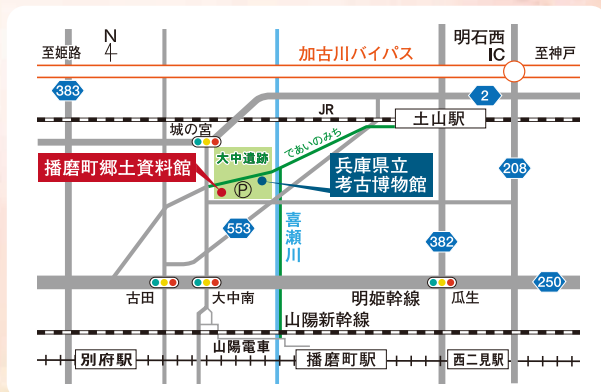 N
至姫路
加古川バイパス
明石西
IC
至神戸
383
2
JR
土山駅
城の宮
であいのみち
大中遺跡
播磨町郷土資料館
兵庫県立
考古博物館
P
208
553
喜瀬川
382
250
古田
大中南
明姫幹線
瓜生
山陽新幹線
山陽電車
別府駅
播磨町駅
西二見駅